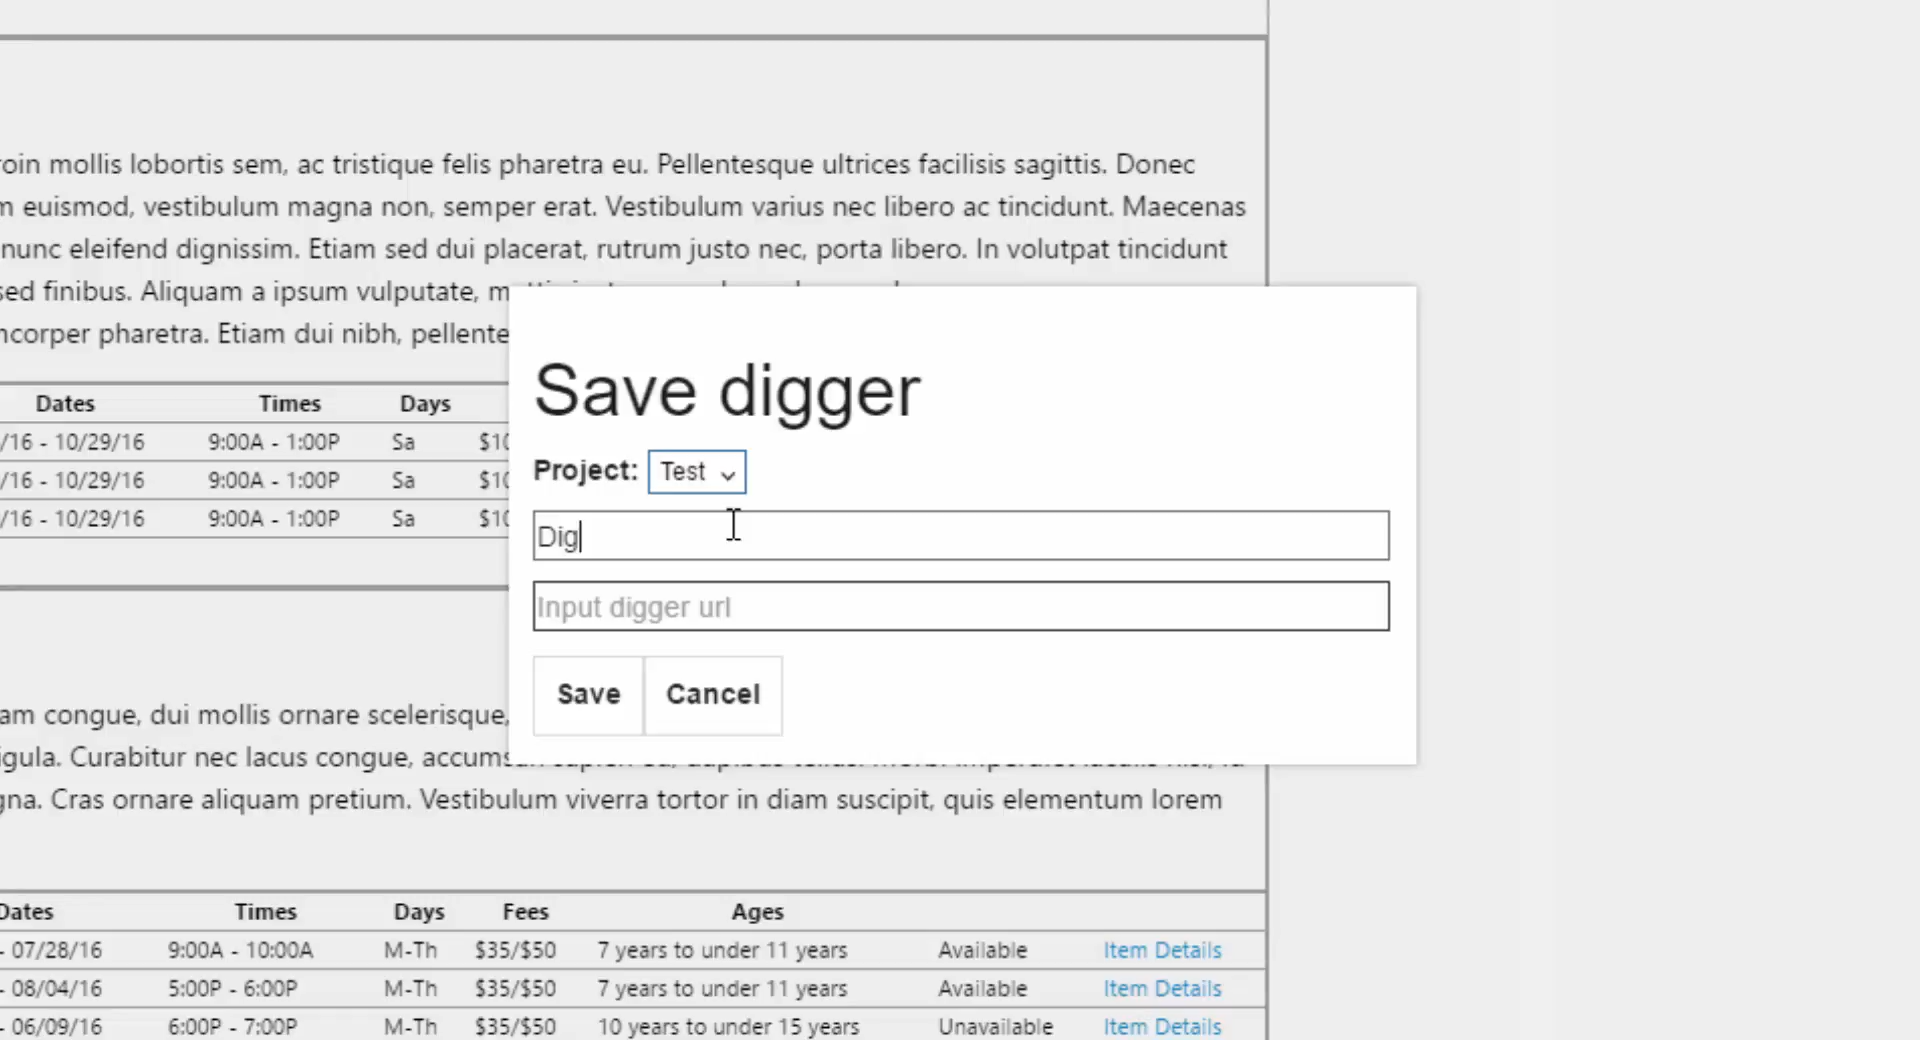 roin mollis lobortis sem, ac tristique felis pharetra eu. Pellentesque ultrices facilisis sagittis. Donec
m euismod, vestibulum magna non, semper erat. Vestibulum varius nec libero ac tincidunt. Maecenas
nunc eleifend dignissim. Etiam sed dui placerat, rutrum justo nec, porta libero. In volutpat tincidunt
sed finibus. Aliquam a ipsum vulputate,
ncorper pharetra. Etiam dui nibh, pellente
Dates Times Days
/16 - 10/29/16 9:00A - 1:00P Sa $10
/16 - 10/29/16 9:00A - 1:00P Sa $10
/16 - 10/29/16 9:00A - 1:00P Sa $10
Save digger
Project: Test
Dig
Input digger url
Save Cancel
am congue, dui mollis ornare scelerisque,
igula. Curabitur nec lacus congue, accums
gna. Cras ornare aliquam pretium. Vestibulum viverra tortor in diam suscipit, quis elementum lorem
Dates Times Days Fees Ages
- 07/28/16 9:00A - 10:00A M-Th $35/$50 7 years to under 11 years Available Item Details
- 08/04/16 5:00P - 6:00P M-Th $35/$50 7 years to under 11 years Available Item Details
- 06/09/16 6:00P - 7:00P M-Th $35/$50 10 years to under 15 years Unavailable Item Details